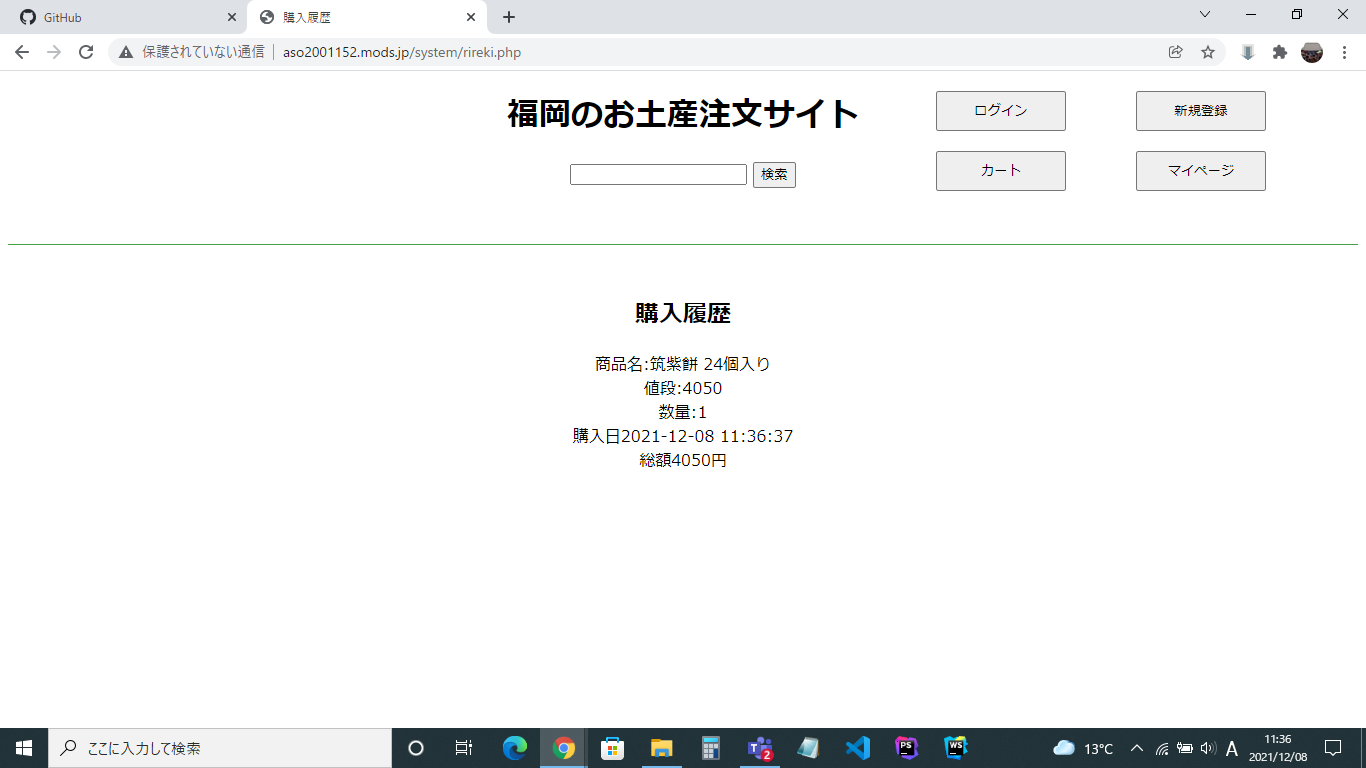 GitHub
購入履歴
保護されていない通信
aso2001152.mods.jp/system/rireki.php
福岡のお土産注文サイト
ログイン
新規登録
検索
カート
マイページ
購入履歴
商品名:筑紫餅 24個入り
値段:4050
数量:1
購入日2021-12-08 11:36:37
総額4050円
ここに入力して検索
2
PS
WS
13°C
A
11:36
2021/12/08